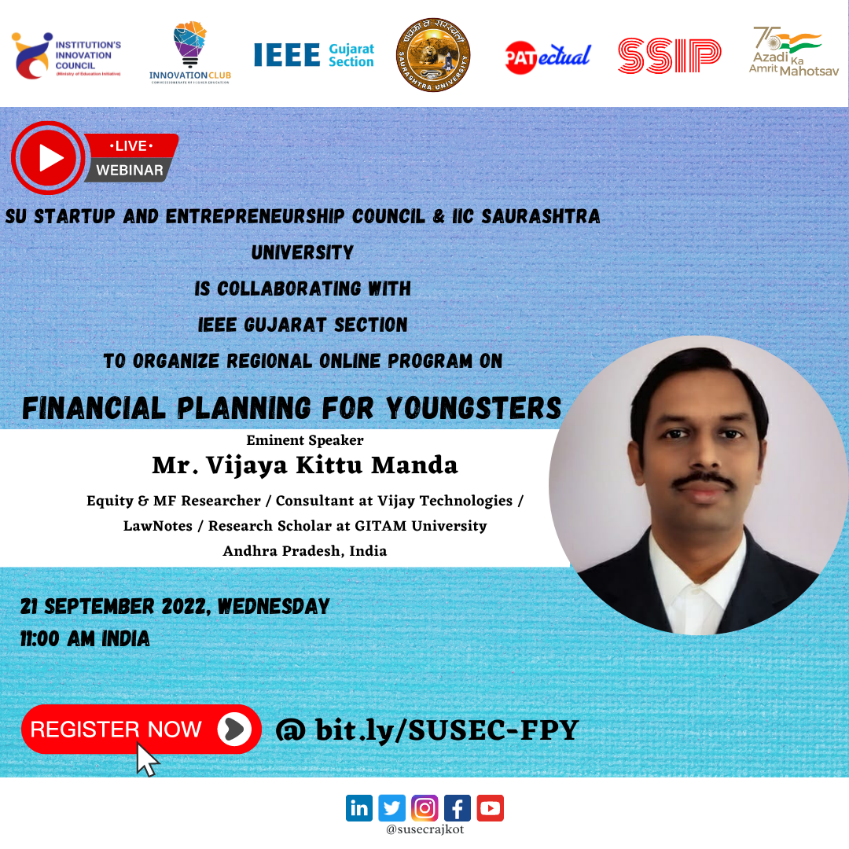 INSTITUTION'S
INNOVATION
COUNCIL
(Ministry of Education Initiative)
INNOVATION CLUB
IEEE Gujarat
Section
SAURASHTRA UNIVERSITY
PATectual
SSIP
75
Azadi Ka
Amrit Mahotsav
•LIVE•
WEBINAR
SU STARTUP AND ENTREPRENEURSHIP COUNCIL & IIC SAURASHTRA
UNIVERSITY
IS COLLABORATING WITH
IEEE GUJARAT SECTION
TO ORGANIZE REGIONAL ONLINE PROGRAM ON
FINANCIAL PLANNING FOR YOUNGSTERS
Eminent Speaker
Mr. Vijaya Kittu Manda
Equity & MF Researcher / Consultant at Vijay Technologies /
LawNotes / Research Scholar at GITAM University
Andhra Pradesh, India
21 SEPTEMBER 2022, WEDNESDAY
11:00 AM INDIA
REGISTER NOW @ bit.ly/SUSEC-FPY
in
@susecrajkot